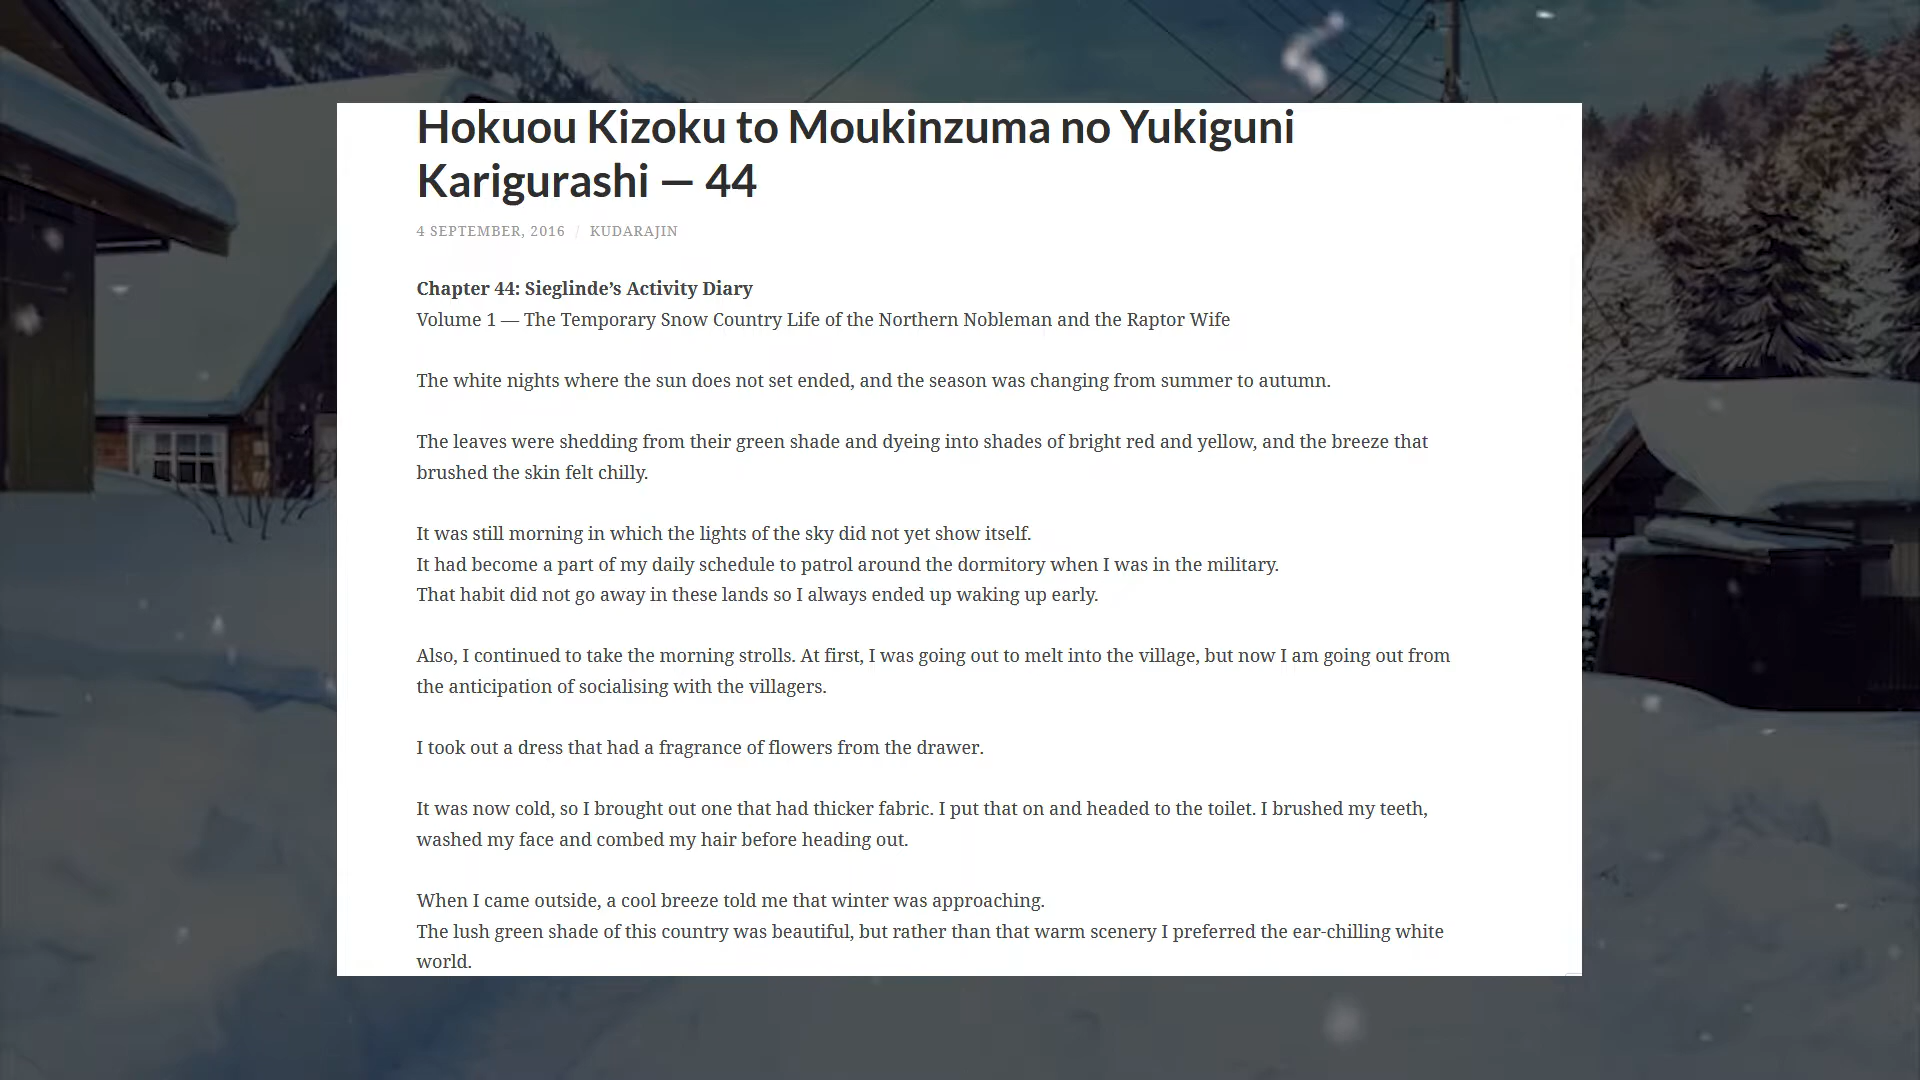 Hokuou Kizoku to Moukinzuma no Yukiguni
Karigurashi — 44
4 SEPTEMBER, 2016 / KUDARAJIN
Chapter 44: Sieglinde’s Activity Diary
Volume 1 — The Temporary Snow Country Life of the Northern Nobleman and the Raptor Wife
The white nights where the sun does not set ended, and the season was changing from summer to autumn.
The leaves were shedding from their green shade and dyeing into shades of bright red and yellow, and the breeze that
brushed the skin felt chilly.
It was still morning in which the lights of the sky did not yet show itself.
It had become a part of my daily schedule to patrol around the dormitory when I was in the military.
That habit did not go away in these lands so I always ended up waking up early.
Also, I continued to take the morning strolls. At first, I was going out to melt into the village, but now I am going out from
the anticipation of socialising with the villagers.
I took out a dress that had a fragrance of flowers from the drawer.
It was now cold, so I brought out one that had thicker fabric. I put that on and headed to the toilet. I brushed my teeth,
washed my face and combed my hair before heading out.
When I came outside, a cool breeze told me that winter was approaching.
The lush green shade of this country was beautiful, but rather than that warm scenery I preferred the ear-chilling white
world.